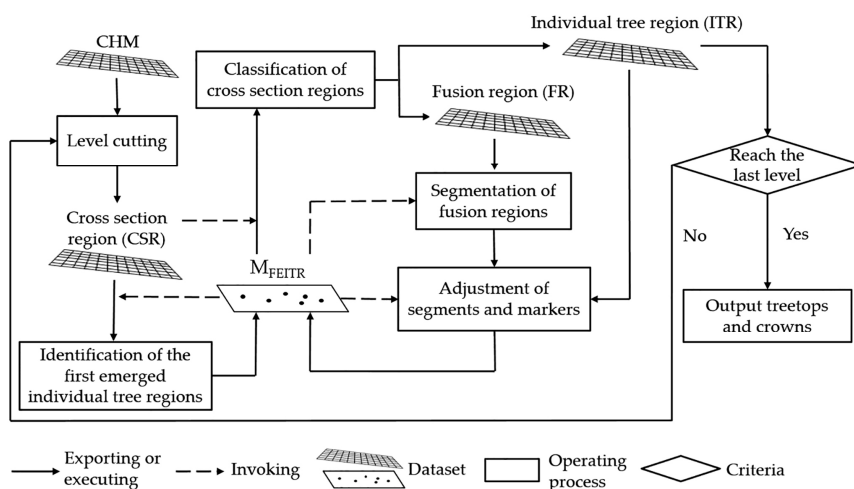 CHM
Level cutting
Cross section
region (CSR)
Identification of the
first emerged
individual tree regions
Classification of
cross section regions
M_FEITR
Individual tree region (ITR)
Fusion region (FR)
Segmentation of
fusion regions
Adjustment of
segments and markers
Reach the
last level
No
Yes
Output treetops
and crowns
Exporting or
executing
Invoking
Dataset
Operating
process
Criteria